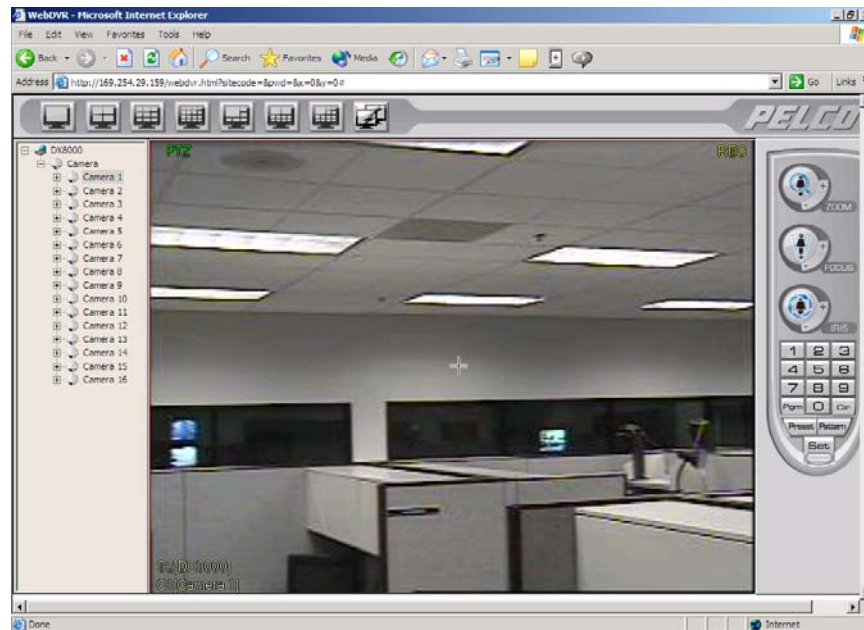 WebDVR - Microsoft Internet Explorer
File Edit View Favorites Tools Help
Back Search Favorites Media
Address http://169.254.29.159/webdvr.html?sitecode=&pwd=&x=0&y=0# Go Links
PELCO
DX8000
Camera
Camera 1
Camera 2
Camera 3
Camera 4
Camera 5
Camera 6
Camera 7
Camera 8
Camera 9
Camera 10
Camera 11
Camera 12
Camera 13
Camera 14
Camera 15
Camera 16
PTZ REC
S:[DX8000]
C:[Camera 1]
ZOOM
FOCUS
IRIS
1 2 3
4 5 6
7 8 9
Pgm 0 Clr
Preset Pattern
Set
Done Internet